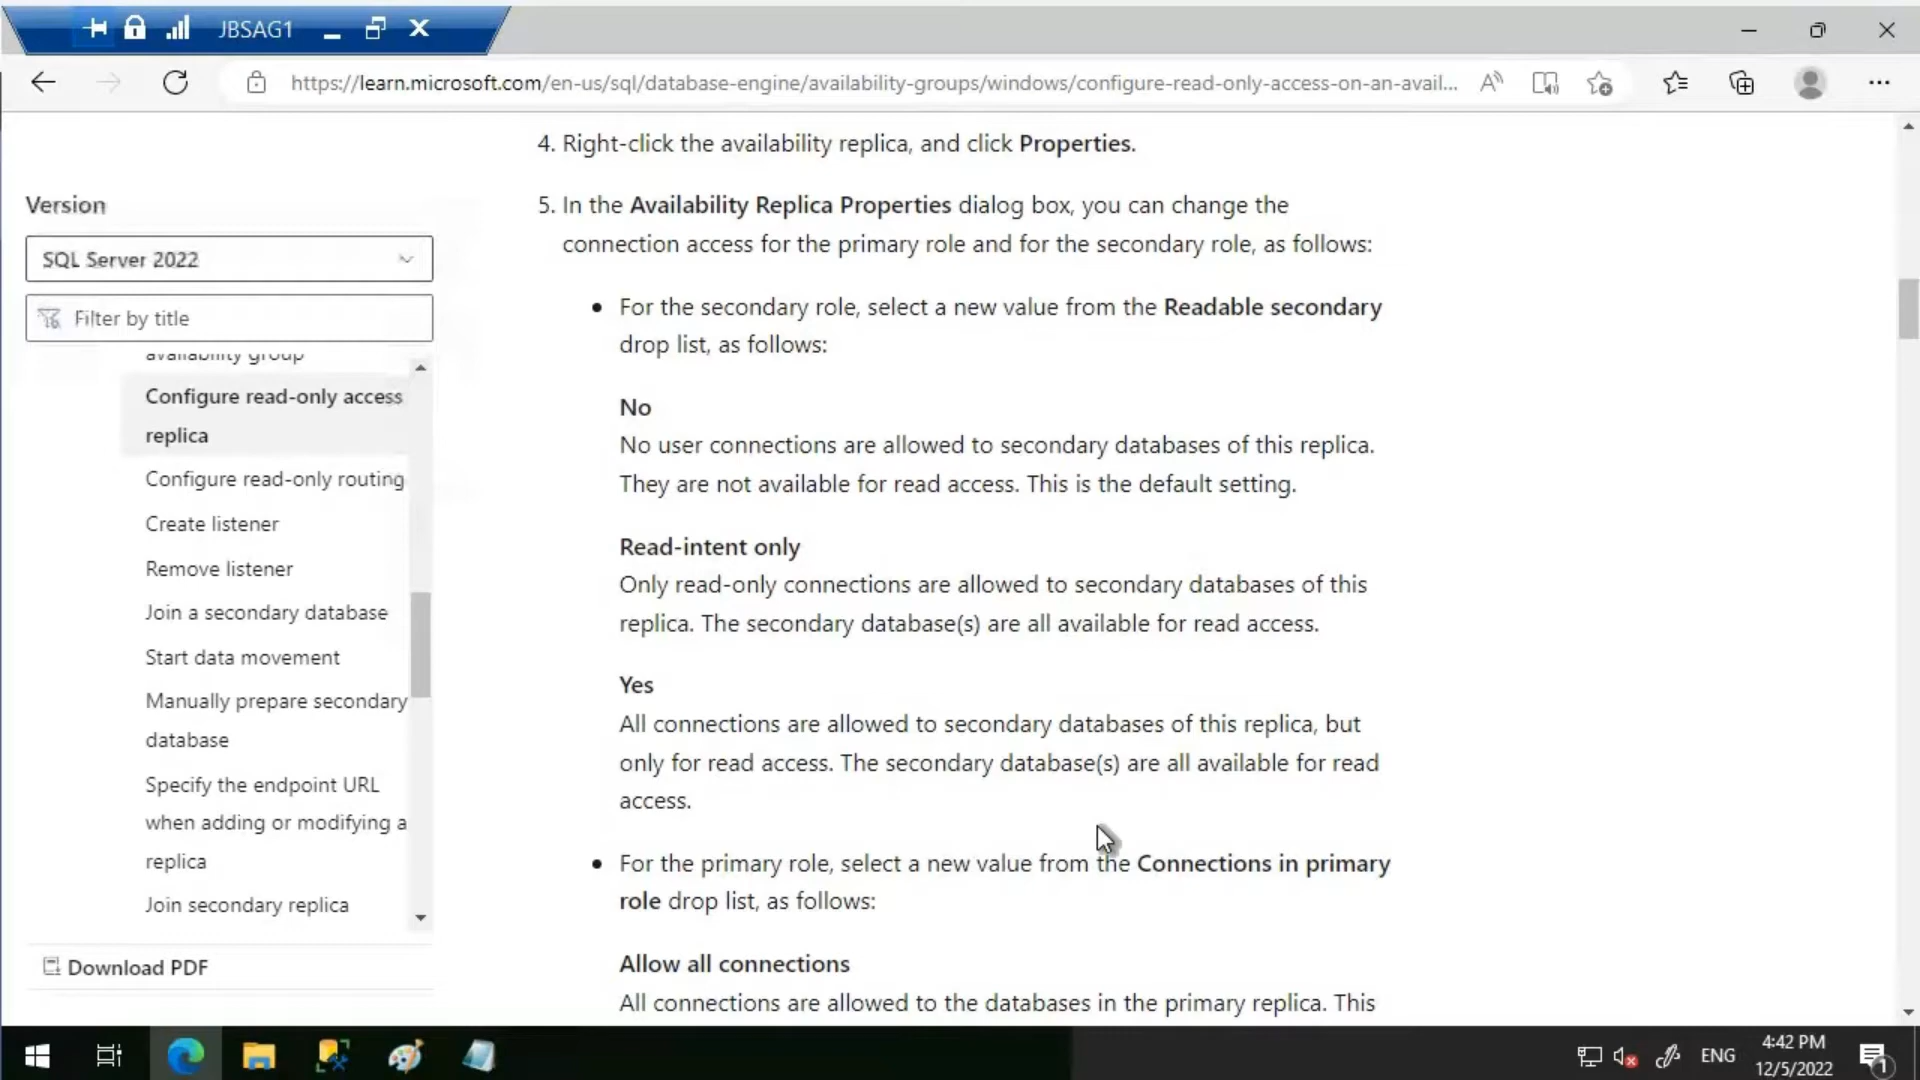 JBSAG1
https://learn.microsoft.com/en-us/sql/database-engine/availability-groups/windows/configure-read-only-access-on-an-avail...
4. Right-click the availability replica, and click Properties.
5. In the Availability Replica Properties dialog box, you can change the
connection access for the primary role and for the secondary role, as follows:
• For the secondary role, select a new value from the Readable secondary
drop list, as follows:
No
No user connections are allowed to secondary databases of this replica.
They are not available for read access. This is the default setting.
Read-intent only
Only read-only connections are allowed to secondary databases of this
replica. The secondary database(s) are all available for read access.
Yes
All connections are allowed to secondary databases of this replica, but
only for read access. The secondary database(s) are all available for read
access.
• For the primary role, select a new value from the Connections in primary
role drop list, as follows:
Allow all connections
All connections are allowed to the databases in the primary replica. This
Version
SQL Server 2022
Filter by title
availability group
Configure read-only access
replica
Configure read-only routing
Create listener
Remove listener
Join a secondary database
Start data movement
Manually prepare secondary
database
Specify the endpoint URL
when adding or modifying a
replica
Join secondary replica
Download PDF
ENG
4:42 PM
12/5/2022
1